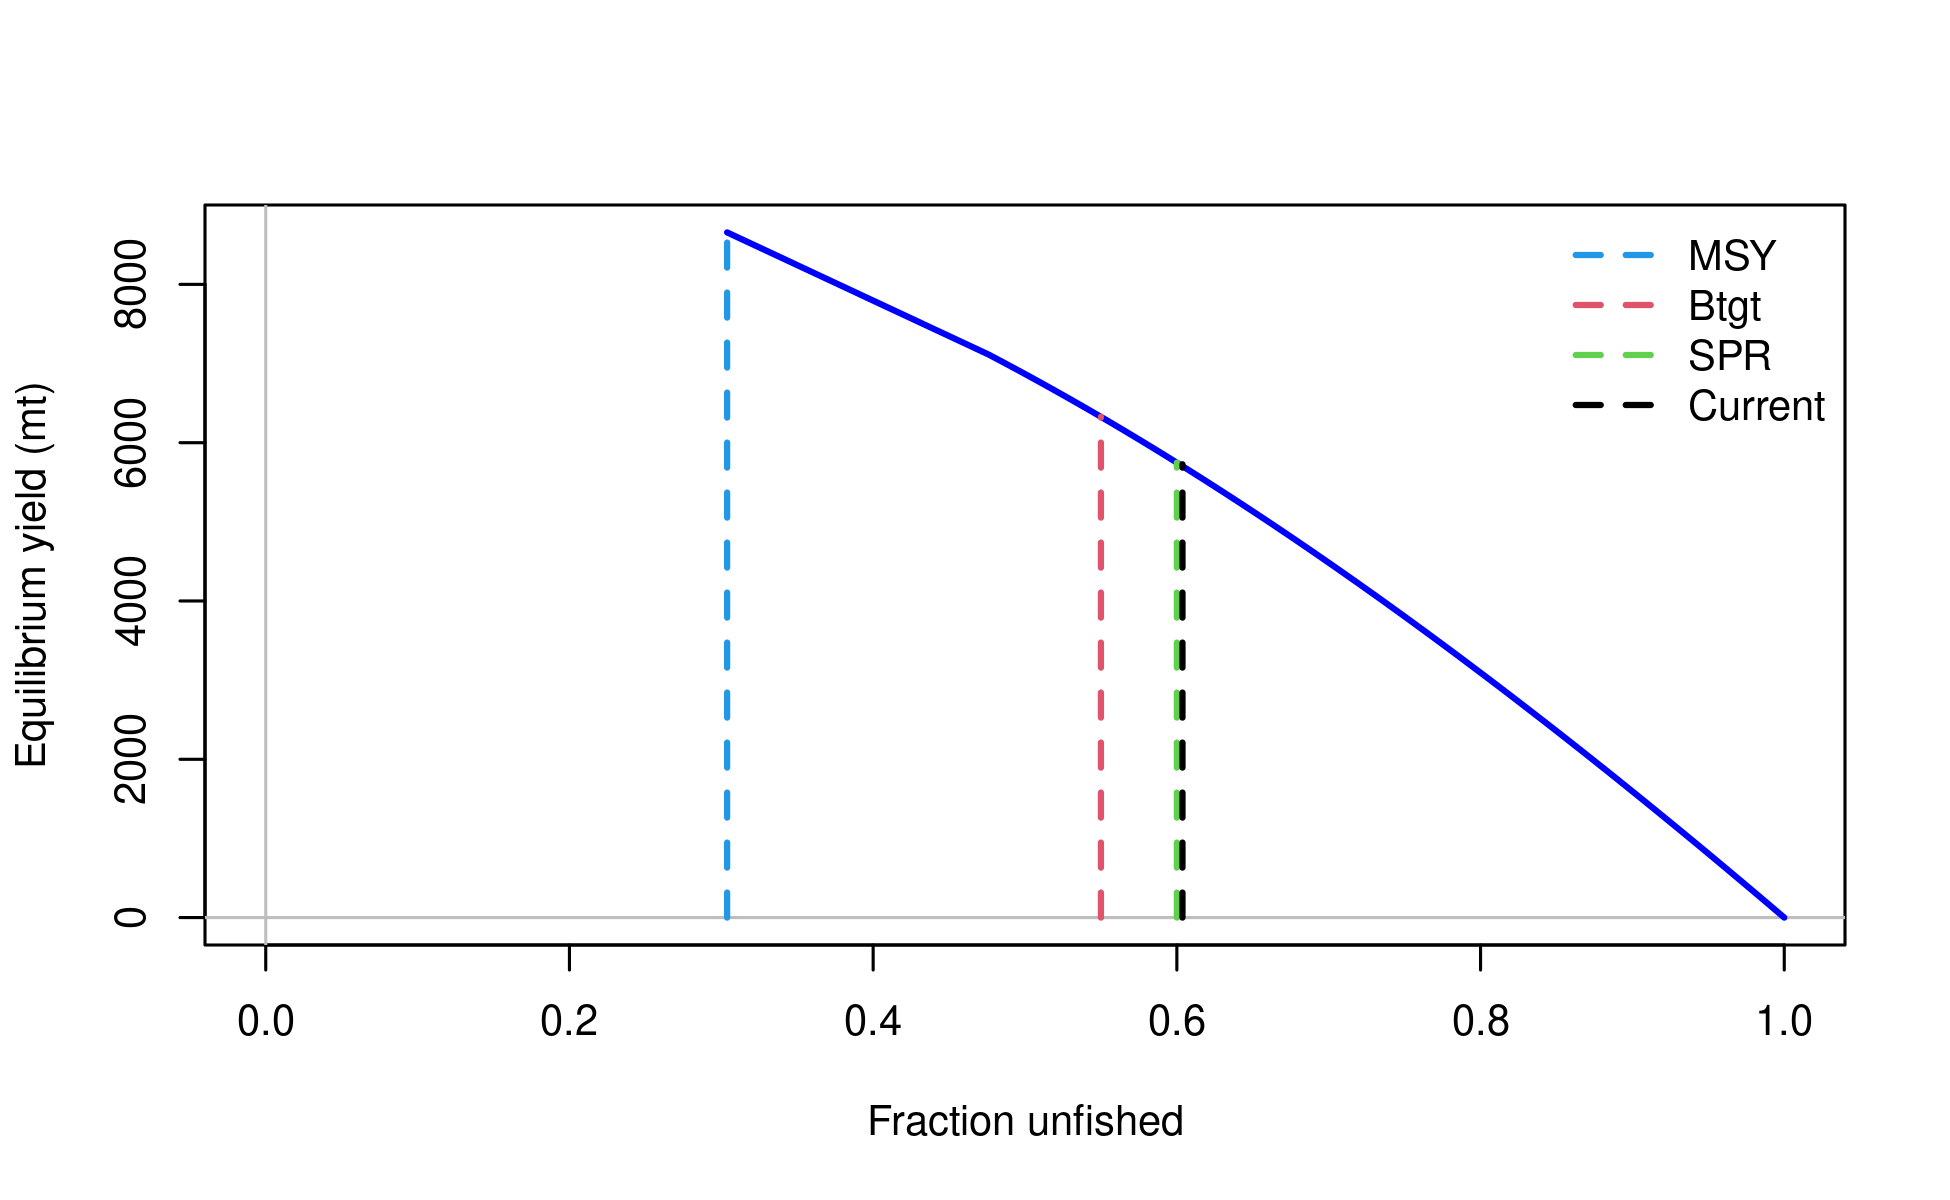 MSY
Btgt
SPR
Current
8000
6000
4000
2000
0
Equilibrium yield (mt)
0.0 0.2 0.4 0.6 0.8 1.0
Fraction unfished